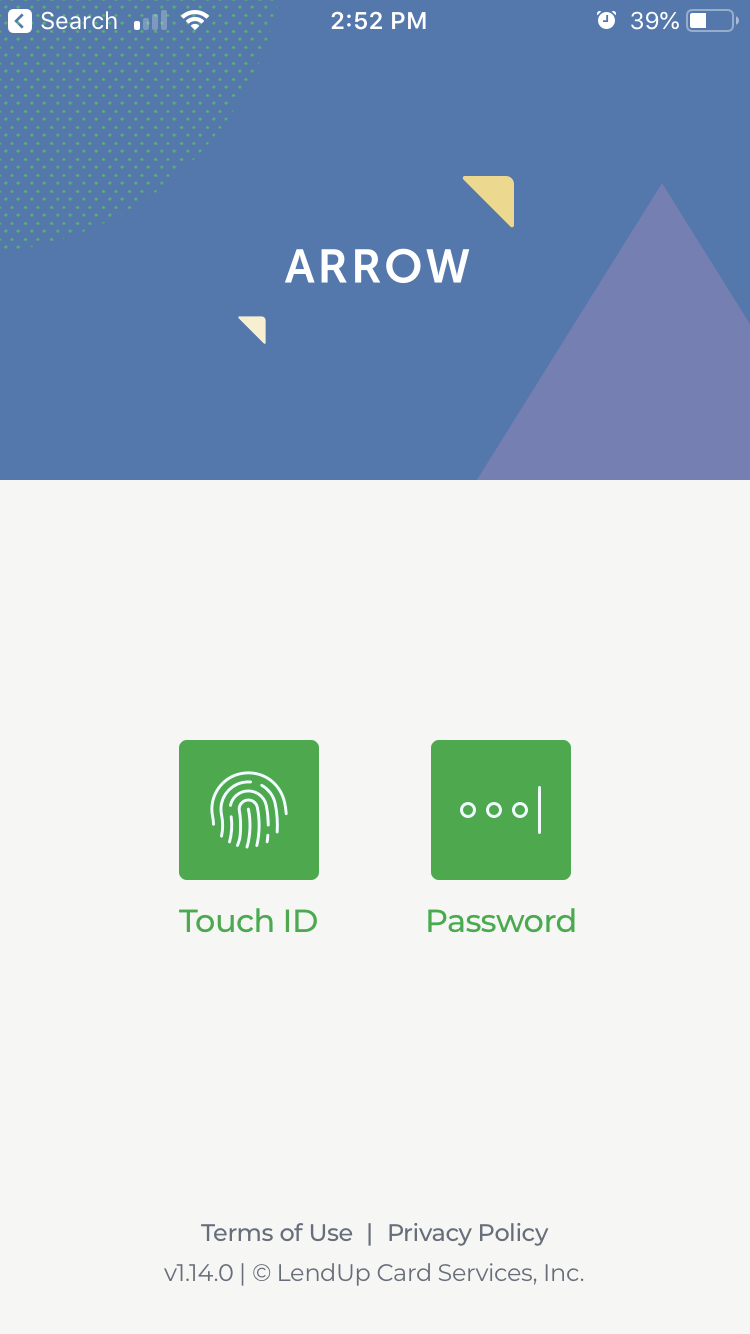 Search 2:52 PM 39%
ARROW
Touch ID Password
Terms of Use | Privacy Policy
v1.14.0 | © LendUp Card Services, Inc.